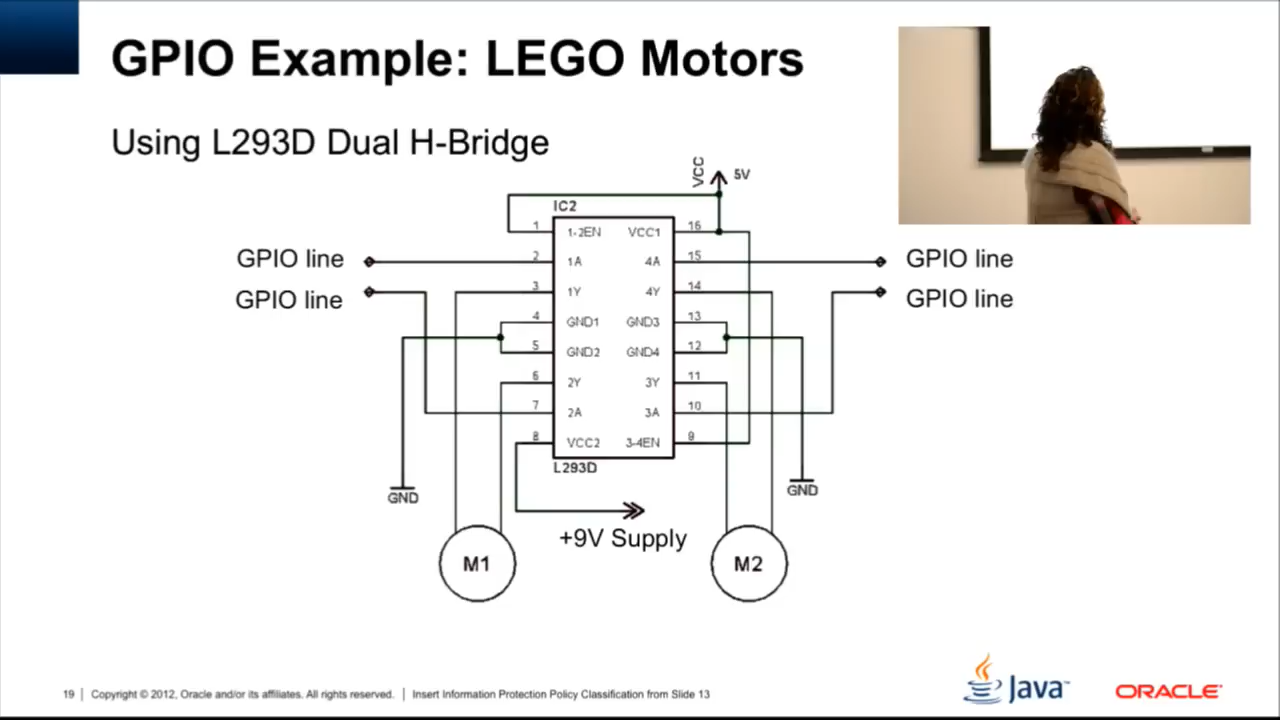 GPIO Example: LEGO Motors
Using L293D Dual H-Bridge
VCC
5V
IC2
1
1-2EN
VCC1
16
GPIO line
2
1A
4A
15
GPIO line
GPIO line
3
1Y
4Y
14
GPIO line
4
GND1
GND3
13
5
GND2
GND4
12
6
2Y
3Y
11
7
2A
3A
10
8
VCC2
3-4EN
9
L293D
GND
GND
+9V Supply
M1
M2
19
Copyright © 2012, Oracle and/or its affiliates. All rights reserved.
Insert Information Protection Policy Classification from Slide 13
Java™
ORACLE®